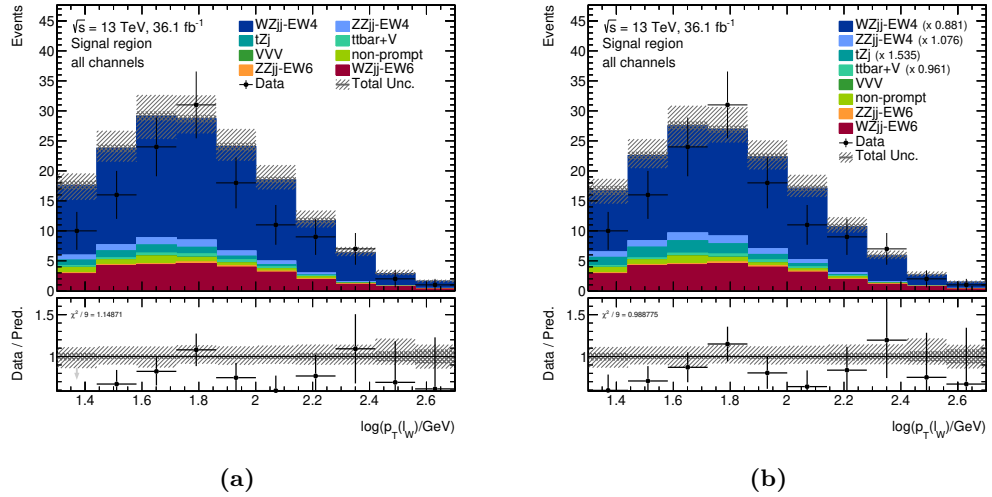 Events
45
40
35
30
25
20
15
10
5
0
√s = 13 TeV, 36.1 fb⁻¹
Signal region
all channels
WZjj-EW4
ZZjj-EW4
tZj
ttbar+V
VVV
non-prompt
ZZjj-EW6
WZjj-EW6
Data
Total Unc.
Data / Pred.
1.5
1
χ² / 9 = 1.14871
1.4 1.6 1.8 2 2.2 2.4 2.6
log(p_T(l_W)/GeV)
(a)
Events
45
40
35
30
25
20
15
10
5
0
√s = 13 TeV, 36.1 fb⁻¹
Signal region
all channels
WZjj-EW4 (x 0.881)
ZZjj-EW4 (x 1.076)
tZj (x 1.535)
ttbar+V (x 0.961)
VVV
non-prompt
ZZjj-EW6
WZjj-EW6
Data
Total Unc.
Data / Pred.
1.5
1
χ² / 9 = 0.988775
1.4 1.6 1.8 2 2.2 2.4 2.6
log(p_T(l_W)/GeV)
(b)